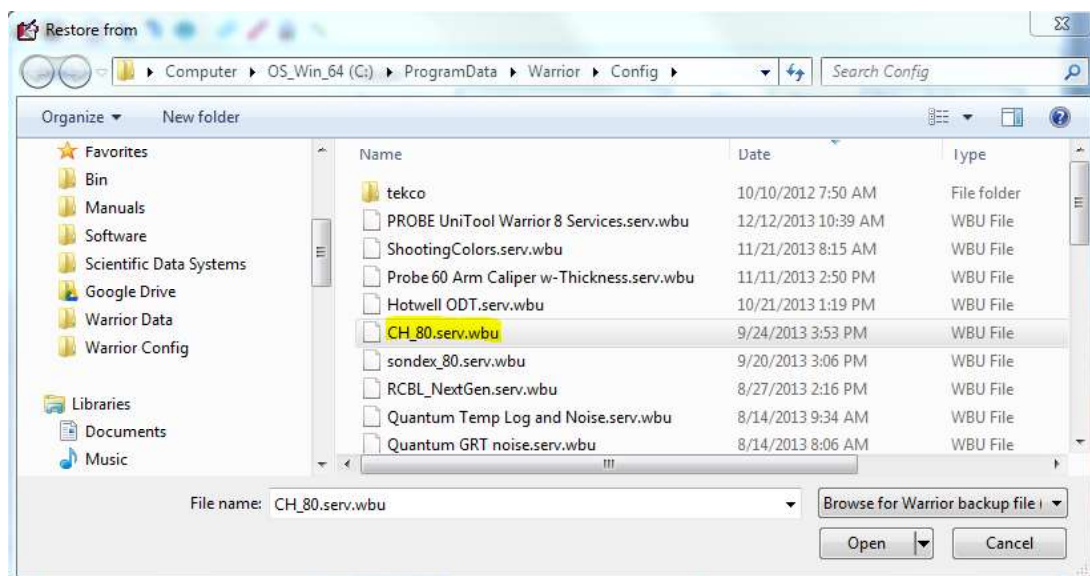 Restore from
Computer OS_Win_64 (C:) ProgramData Warrior Config Search Config
Organize New folder
Favorites
Bin
Manuals
Software
Scientific Data Systems
Google Drive
Warrior Data
Warrior Config
Libraries
Documents
Music
Name Date Type
tekco 10/10/2012 7:50 AM File folder
PROBE UniTool Warrior 8 Services.serv.wbu 12/12/2013 10:39 AM WBU File
ShootingColors.serv.wbu 11/21/2013 8:15 AM WBU File
Probe 60 Arm Caliper w-Thickness.serv.wbu 11/11/2013 2:50 PM WBU File
Hotwell ODT.serv.wbu 10/21/2013 1:19 PM WBU File
CH_80.serv.wbu 9/24/2013 3:53 PM WBU File
sondex_80.serv.wbu 9/20/2013 3:06 PM WBU File
RCBL_NextGen.serv.wbu 8/27/2013 2:16 PM WBU File
Quantum Temp Log and Noise.serv.wbu 8/14/2013 9:34 AM WBU File
Quantum GRT noise.serv.wbu 8/14/2013 8:06 AM WBU File
File name: CH_80.serv.wbu Browse for Warrior backup file (
Open Cancel